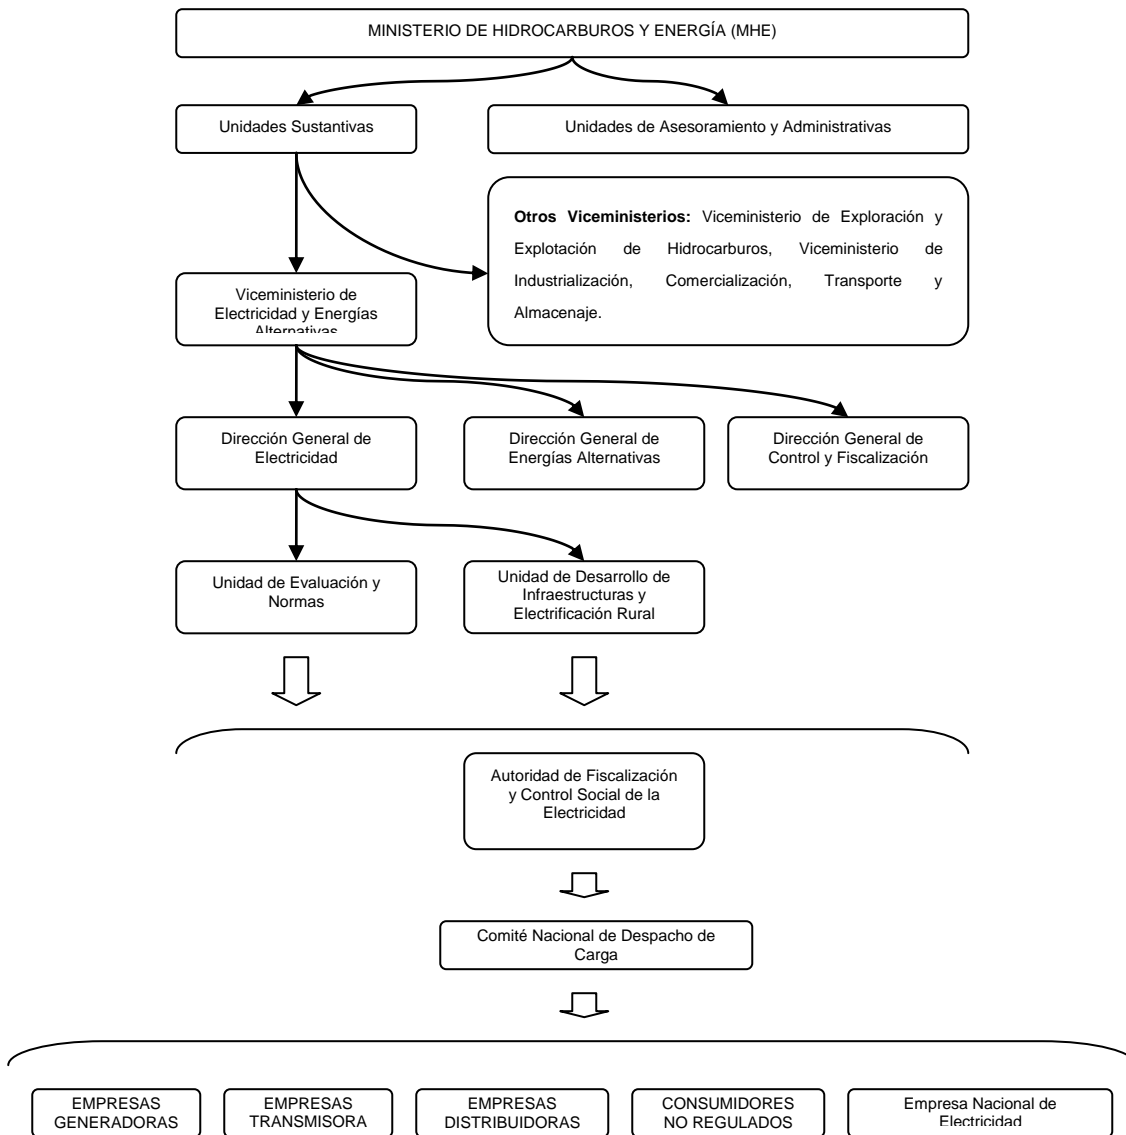 MINISTERIO DE HIDROCARBUROS Y ENERGÍA (MHE)
Unidades Sustantivas
Unidades de Asesoramiento y Administrativas
Otros Viceministerios: Viceministerio de Exploración y
Explotación de Hidrocarburos, Viceministerio de
Industrialización, Comercialización, Transporte y
Almacenaje.
Viceministerio de
Electricidad y Energías
Alternativas
Dirección General de
Electricidad
Dirección General de
Energías Alternativas
Dirección General de
Control y Fiscalización
Unidad de Evaluación y
Normas
Unidad de Desarrollo de
Infraestructuras y
Electrificación Rural
Autoridad de Fiscalización
y Control Social de la
Electricidad
Comité Nacional de Despacho de
Carga
EMPRESAS
GENERADORAS
EMPRESAS
TRANSMISORA
EMPRESAS
DISTRIBUIDORAS
CONSUMIDORES
NO REGULADOS
Empresa Nacional de
Electricidad